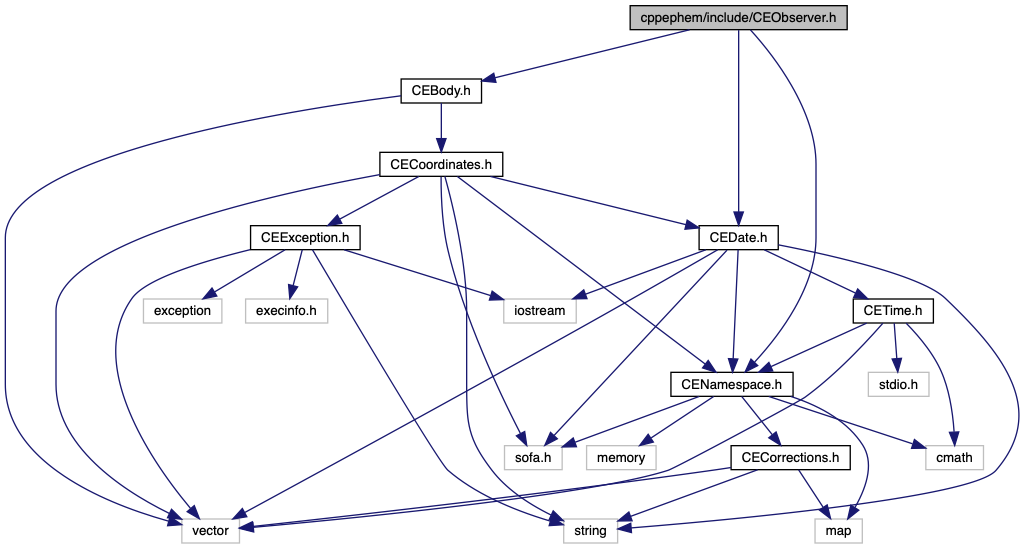 cppephem/include/CEObserver.h
CEBody.h
CECoordinates.h
CEException.h
CEDate.h
exception
execinfo.h
iostream
CETime.h
CENamespace.h
stdio.h
sofa.h
memory
CECorrections.h
cmath
vector
string
map